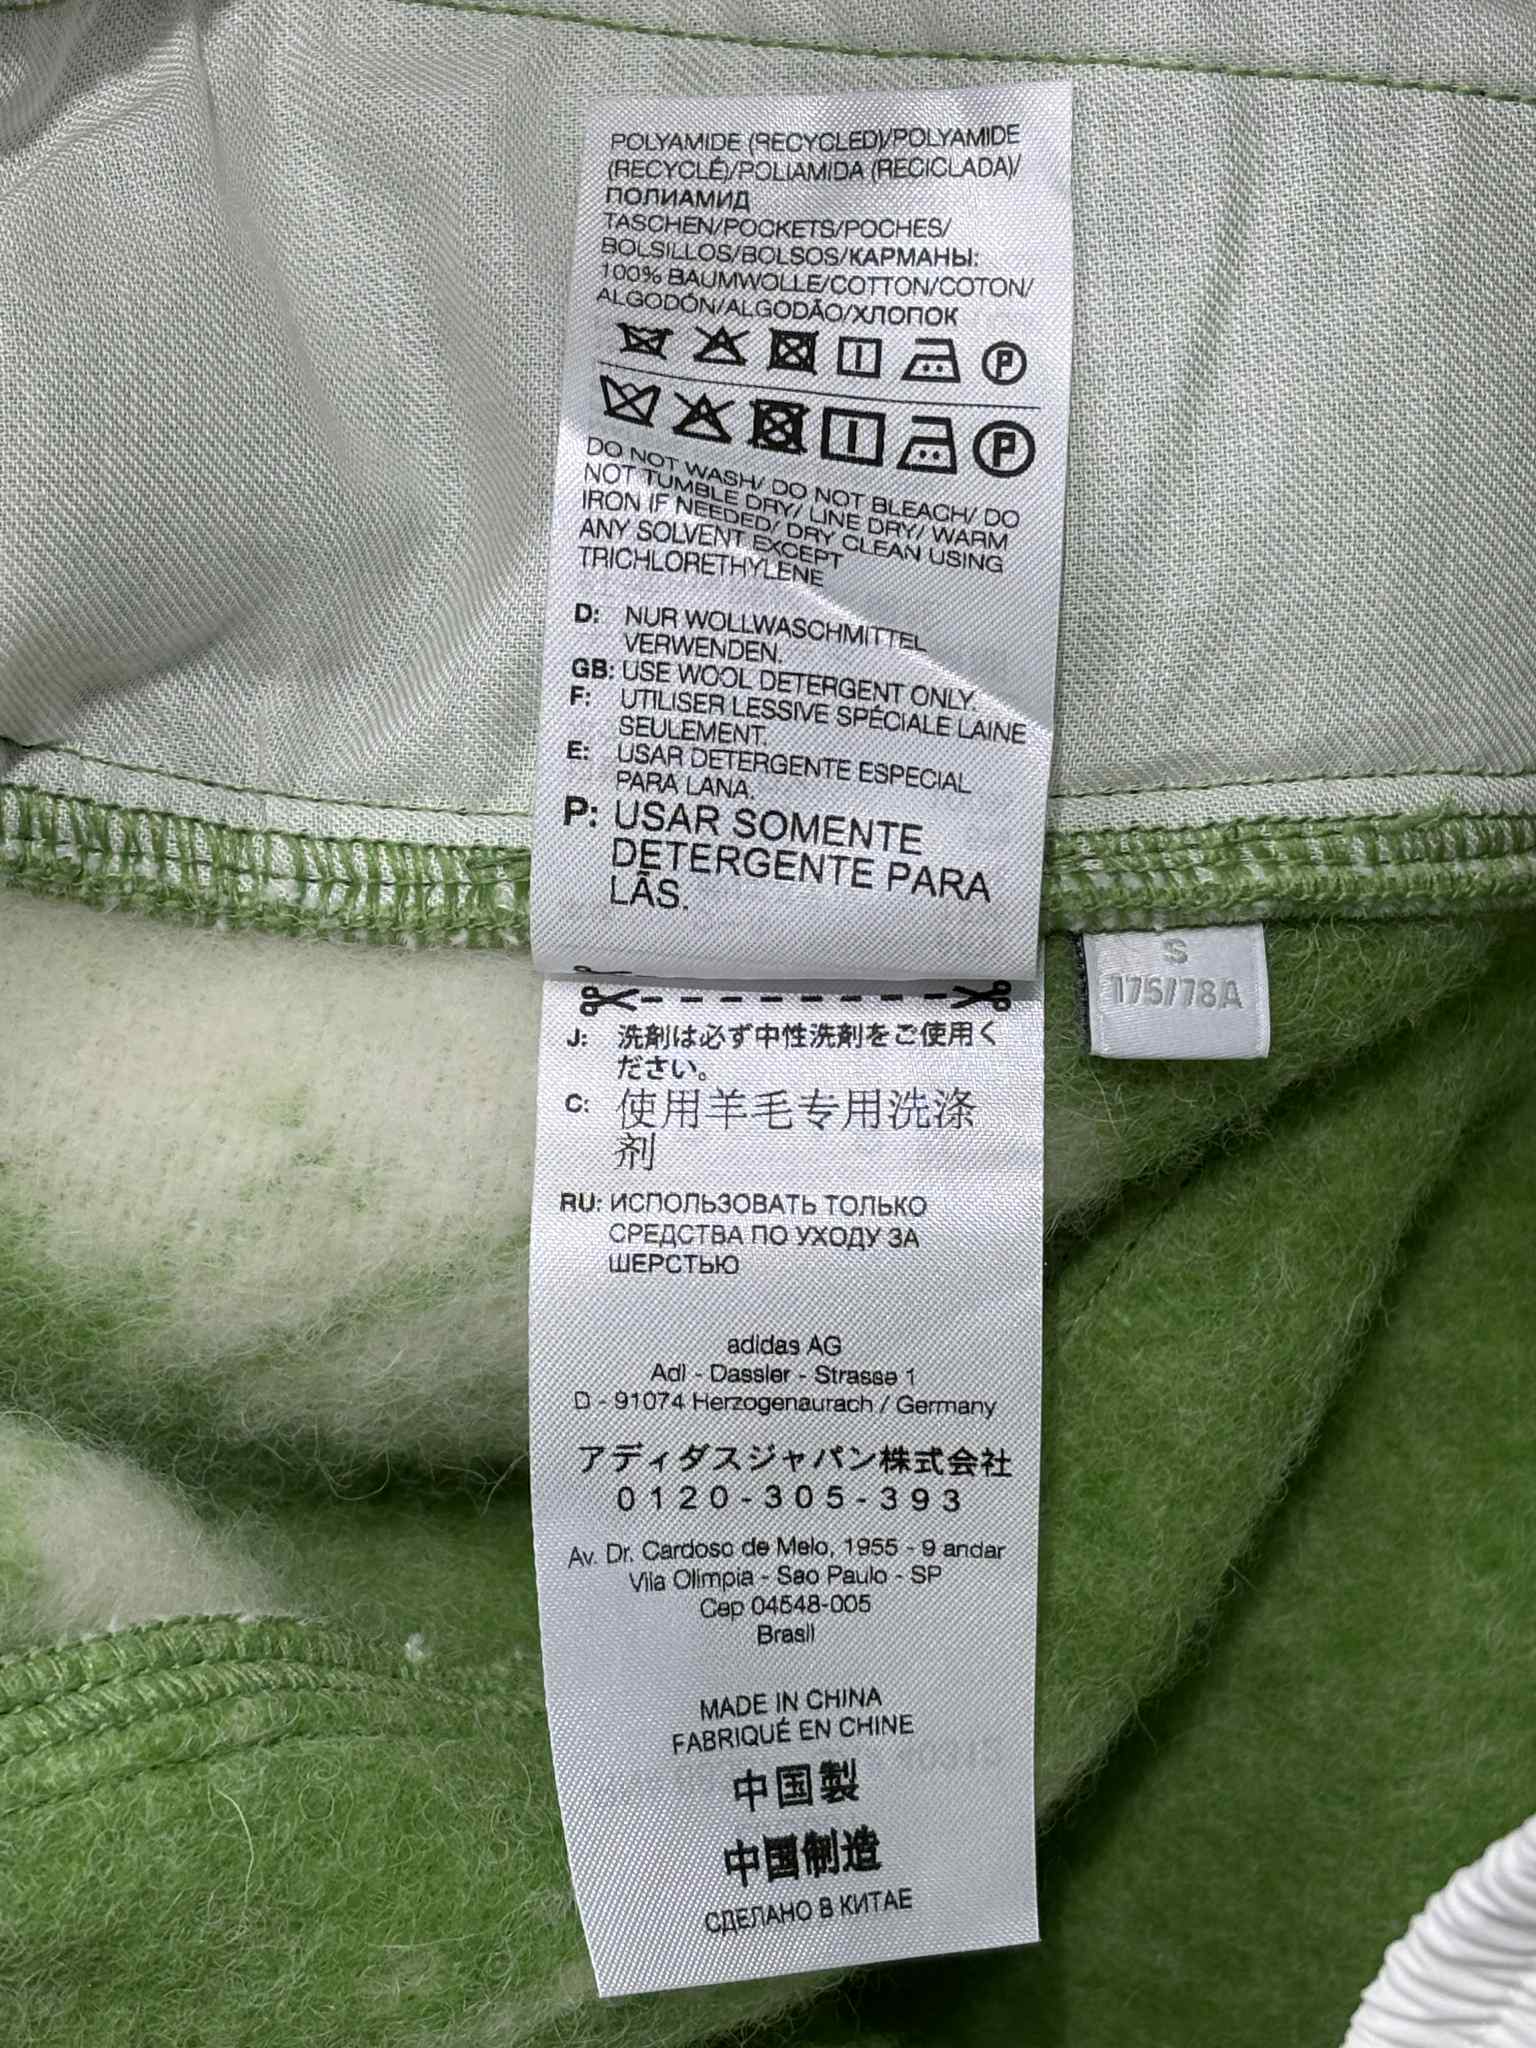 POLYAMIDE (RECYCLED)/POLYAMIDE
(RECYCLÉ)/POLIAMIDA (RECICLADA)/
ПОЛИАМИД
TASCHEN/POCKETS/POCHES/
BOLSILLOS/BOLSOS/КАРМАНЫ:
100% BAUMWOLLE/COTTON/COTON/
ALGODÓN/ALGODÃO/ХЛОПОК
P
P
DO NOT WASH/ DO NOT BLEACH/ DO
NOT TUMBLE DRY/ LINE DRY/ WARM
IRON IF NEEDED/ DRY CLEAN USING
ANY SOLVENT EXCEPT
TRICHLORETHYLENE
D: NUR WOLLWASCHMITTEL
VERWENDEN.
GB: USE WOOL DETERGENT ONLY.
F: UTILISER LESSIVE SPÉCIALE LAINE
SEULEMENT.
E: USAR DETERGENTE ESPECIAL
PARA LANA.
P: USAR SOMENTE
DETERGENTE PARA
LÃS.
S
175/78A
J: 洗剤は必ず中性洗剤をご使用く
ださい。
C: 使用羊毛专用洗涤
剂
RU: ИСПОЛЬЗОВАТЬ ТОЛЬКО
СРЕДСТВА ПО УХОДУ ЗА
ШЕРСТЬЮ
adidas AG
Adi - Dassler - Strasse 1
D - 91074 Herzogenaurach / Germany
アディダスジャパン株式会社
0120-305-393
Av. Dr. Cardoso de Melo, 1955 - 9 andar
Vila Olimpia - Sao Paulo - SP
Cep 04548-005
Brasil
MADE IN CHINA
FABRIQUÉ EN CHINE
中国製
中国制造
СДЕЛАНО В КИТАЕ